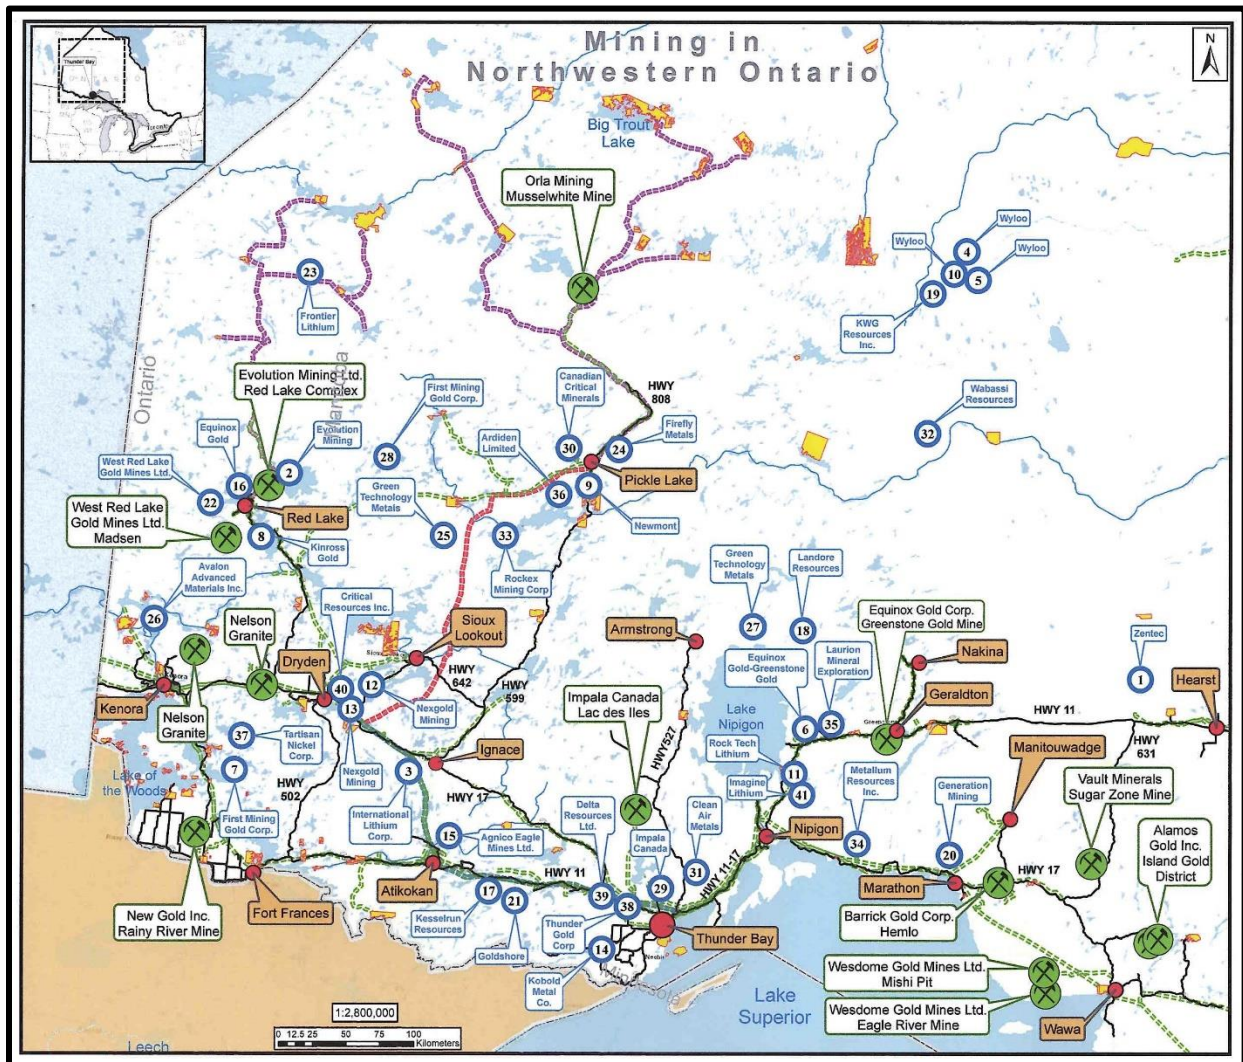 Mining in
Northwestern Ontario
N
Thunder Bay
Big Trout
Lake
Orla Mining
Musselwhite Mine
Wyloo
4
Wyloo
Wyloo
10
5
19
KWG
Resources
Inc.
23
Frontier
Lithium
Ontario
Manitoba
Evolution Mining Ltd.
Red Lake Complex
First Mining
Gold Corp.
Canadian
Critical
Minerals
HWY
808
Wabassi
Resources
Equinox
Gold
Evolution
Mining
Ardiden
Limited
Firefly
Metals
32
28
30
24
West Red Lake
Gold Mines Ltd.
16
2
Pickle Lake
22
Green
Technology
Metals
36
9
West Red Lake
Gold Mines Ltd.
Madsen
Red Lake
Newmont
8
Kinross
Gold
25
33
Rockex
Mining Corp
Avalon
Advanced
Materials Inc.
Green
Technology
Metals
Landore
Resources
Critical
Resources Inc.
26
Nelson
Granite
Sioux
Lookout
Armstrong
27
18
Equinox Gold Corp.
Greenstone Gold Mine
Zentec
1
Dryden
HWY
642
Equinox
Gold-Greenstone
Gold
Laurion
Mineral
Exploration
Nakina
Hearst
Kenora
40
12
HWY
599
Impala Canada
Lac des Iles
Geraldton
13
Nexgold
Mining
Lake
Nipigon
Nelson
Granite
6
35
HWY 11
37
Tartisan
Nickel
Corp.
HWY527
Manitouwadge
HWY
631
Ignace
Rock Tech
Lithium
Lake of
the Woods
7
Nexgold
Mining
3
11
Metallum
Resources
Inc.
Generation
Mining
Vault Minerals
Sugar Zone Mine
HWY
502
HWY 17
Imagine
Lithium
41
First Mining
Gold Corp.
International
Lithium
Corp.
Delta
Resources
Ltd.
Clean
Air
Metals
15
Agnico Eagle
Mines Ltd.
Impala
Canada
Nipigon
34
20
Alamos
Gold Inc.
Island Gold
District
Atikokan
HWY 11
31
HWY 11-17
HWY 17
Fort Frances
17
21
39
29
Marathon
New Gold Inc.
Rainy River Mine
Kesselrun
Resources
38
Barrick Gold Corp.
Hemlo
Goldshore
Thunder
Gold
Corp
Thunder Bay
14
Kobold
Metal
Co.
Minnesota
Wesdome Gold Mines Ltd.
Mishi Pit
Lake
Superior
Wesdome Gold Mines Ltd.
Eagle River Mine
Wawa
1:2,800,000
0 12.5 25 50 75 100
Kilometers
Leech